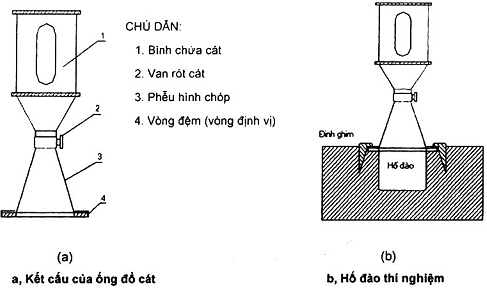 1
2
3
4
CHÚ DẪN:
1. Bình chứa cát
2. Van rót cát
3. Phễu hình chóp
4. Vòng đệm (vòng định vị)
(a)
a, Kết cấu của ống đổ cát
Đinh ghim
Hố đào
(b)
b, Hố đào thí nghiệm